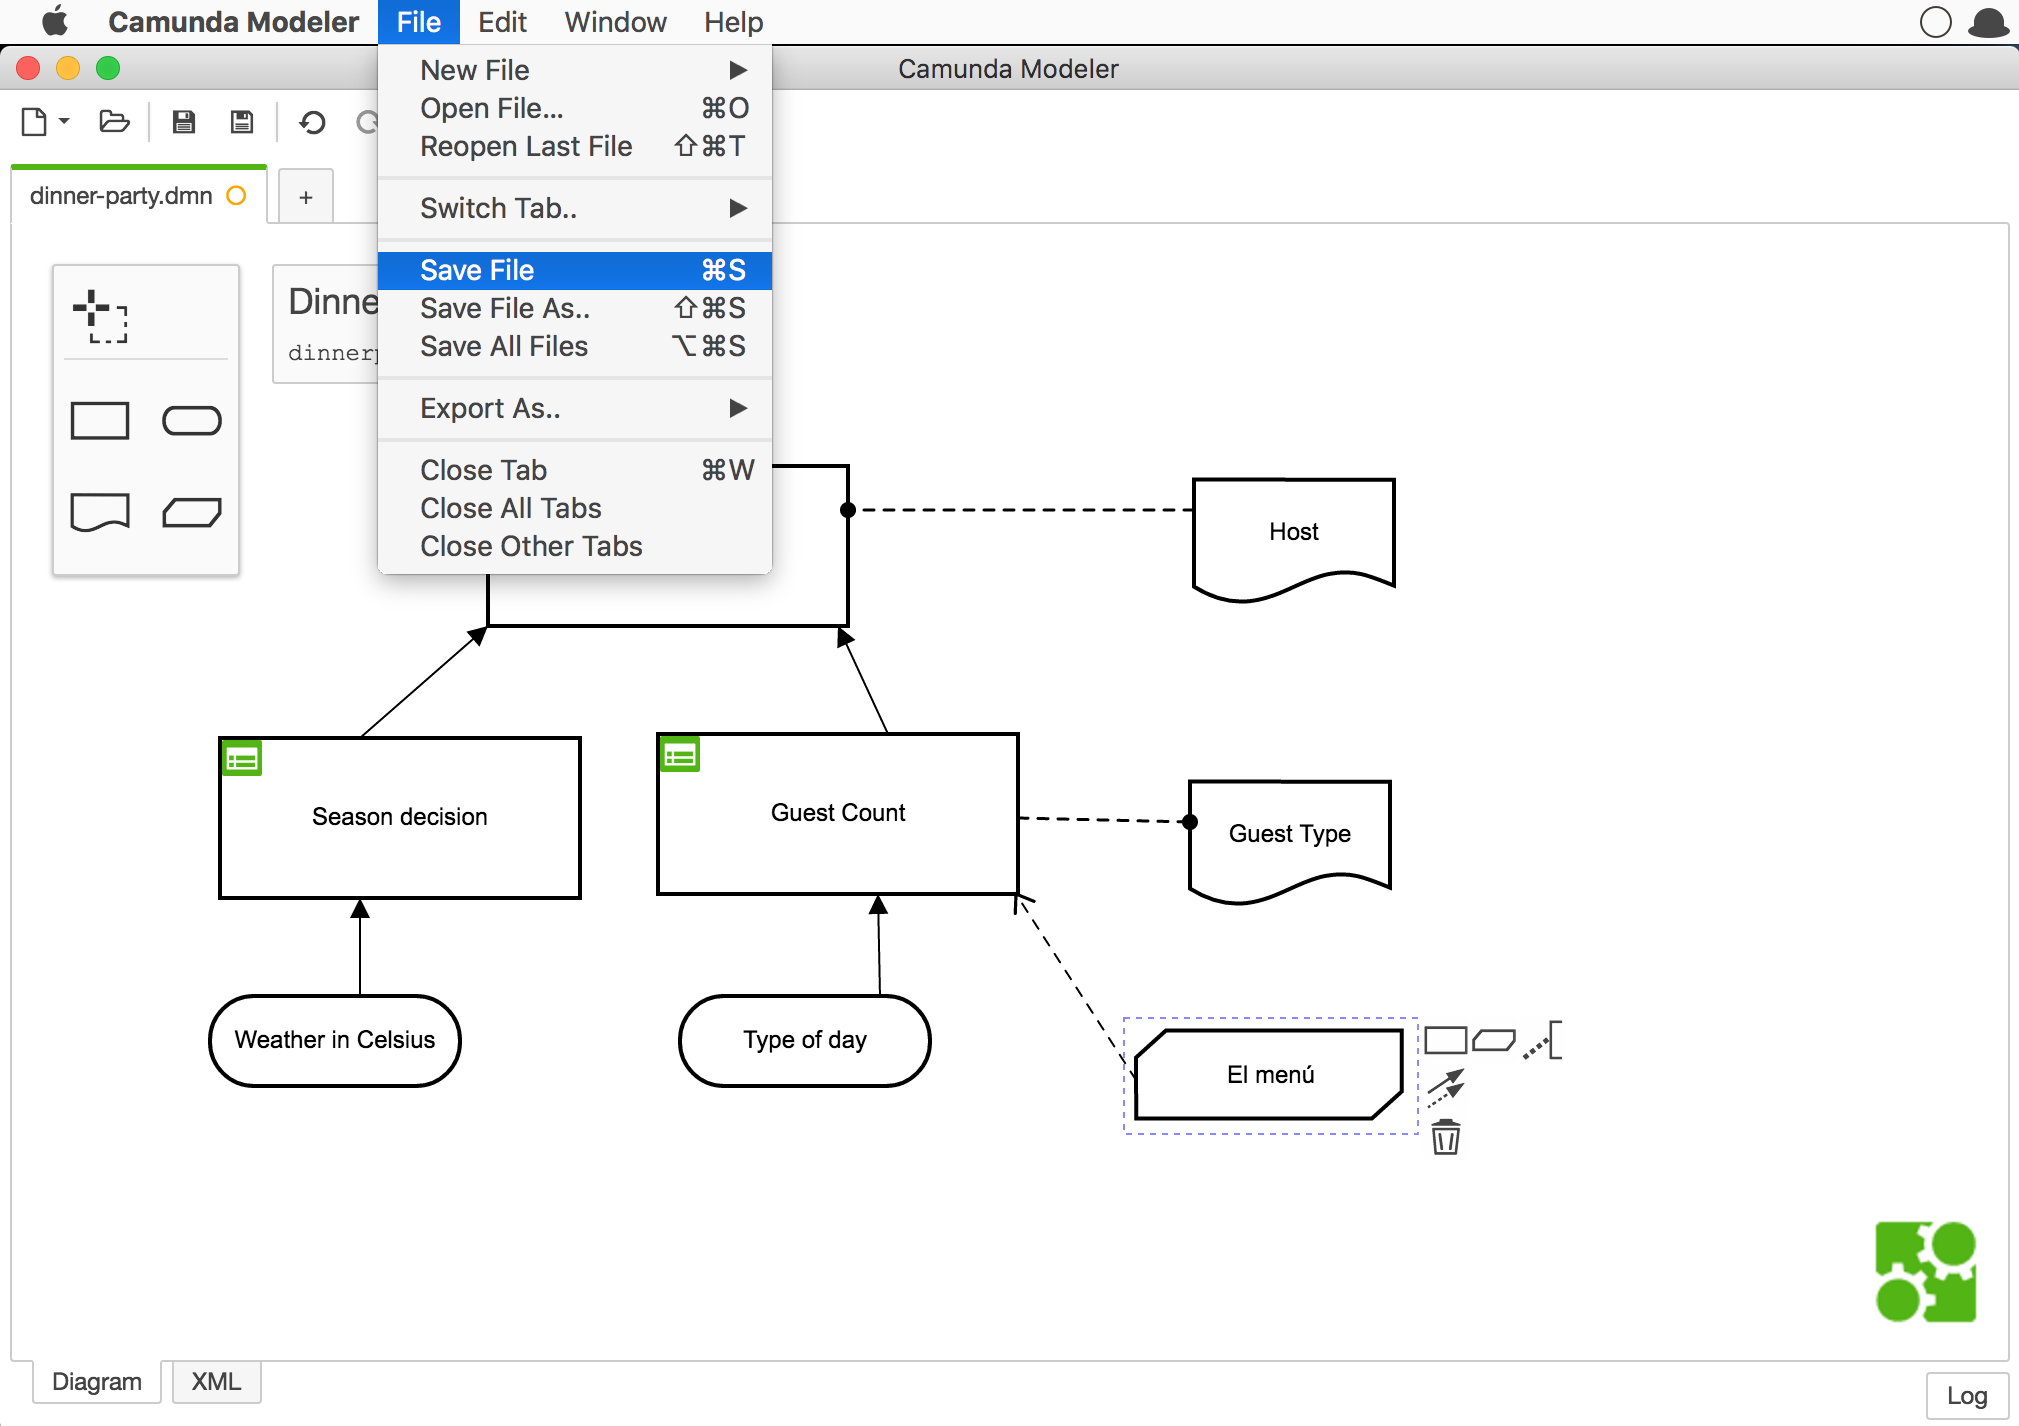 Camunda Modeler File Edit Window Help
Camunda Modeler
New File
Open File... ⌘O
Reopen Last File ⇧⌘T
Switch Tab..
Save File ⌘S
Save File As.. ⇧⌘S
Save All Files ⌥⌘S
Export As..
Close Tab ⌘W
Close All Tabs
Close Other Tabs
dinner-party.dmn
+
Dinne
dinner
Host
Season decision
Guest Count
Guest Type
Weather in Celsius
Type of day
El menú
Diagram
XML
Log